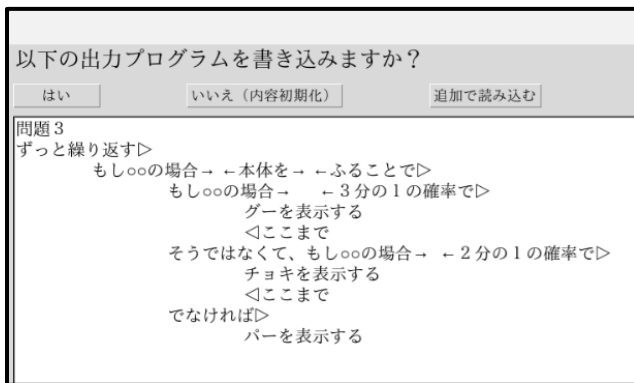 以下の出力プログラムを書き込みますか？
はい いいえ（内容初期化） 追加で読み込む
問題３
ずっと繰り返す▷
もし○○の場合→ ←本体を→ ←ふることで▷
もし○○の場合→ ←３分の１の確率で▷
グーを表示する
◁ここまで
そうではなくて、もし○○の場合→ ←２分の１の確率で▷
チョキを表示する
◁ここまで
でなければ▷
パーを表示する